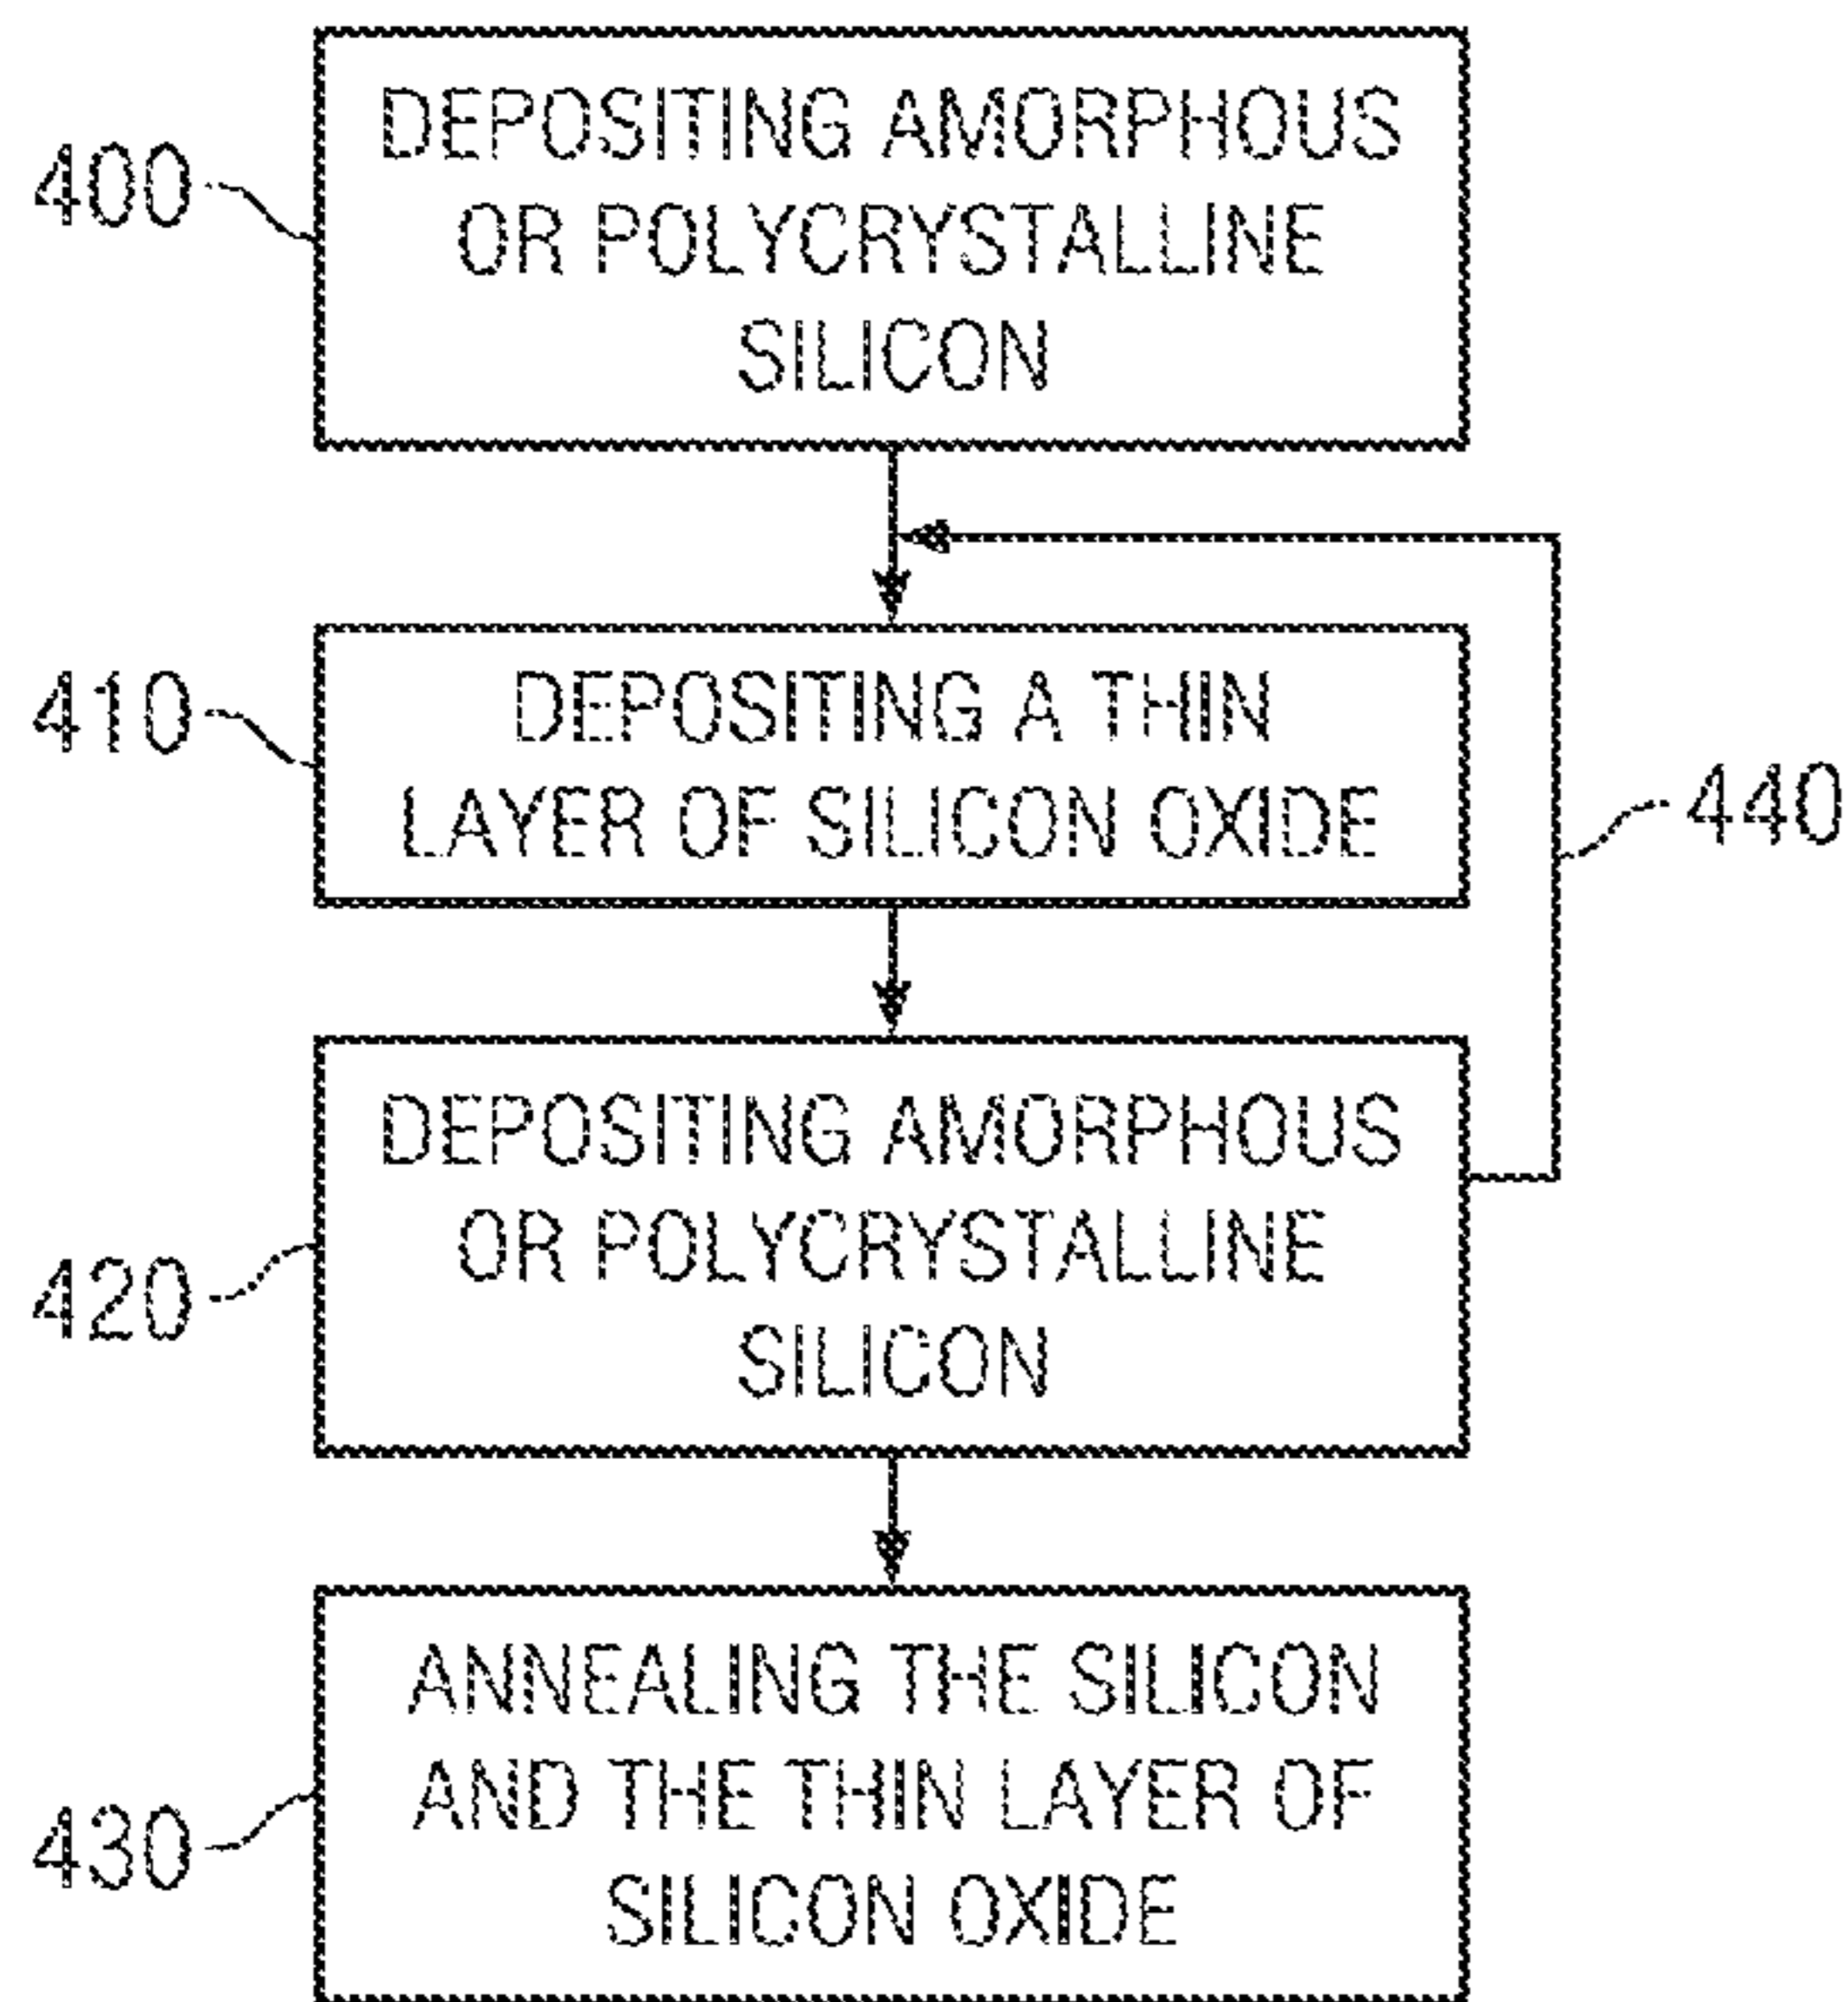 400
DEPOSITING AMORPHOUS
OR POLYCRYSTALLINE
SILICON
410
DEPOSITING A THIN
LAYER OF SILICON OXIDE
440
420
DEPOSITING AMORPHOUS
OR POLYCRYSTALLINE
SILICON
430
ANNEALING THE SILICON
AND THE THIN LAYER OF
SILICON OXIDE